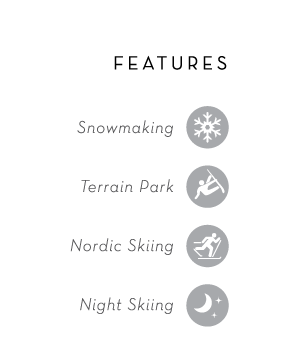 FEATURES
Snowmaking
Terrain Park
Nordic Skiing
Night Skiing